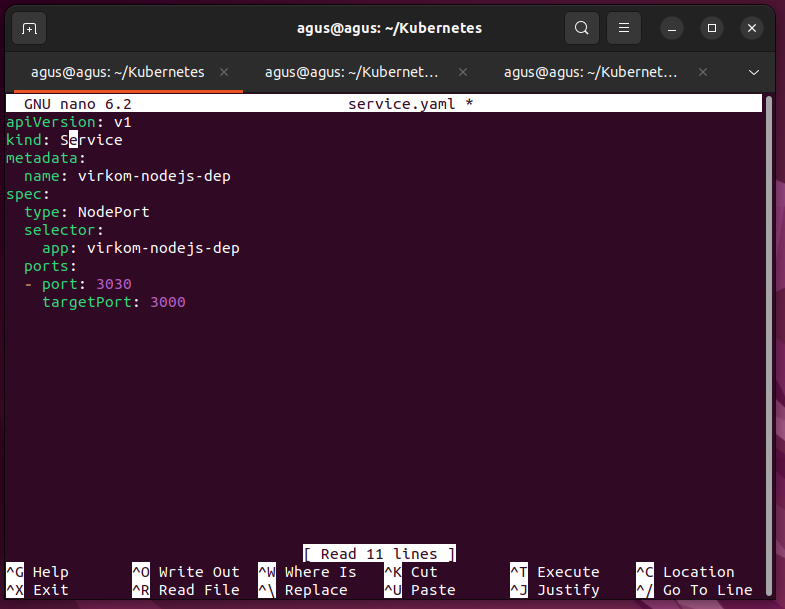 agus@agus: ~/Kubernetes
agus@agus: ~/Kubernetes × agus@agus: ~/Kubernet... × agus@agus: ~/Kubernet... ×
GNU nano 6.2 service.yaml *
apiVersion: v1
kind: Service
metadata:
  name: virkom-nodejs-dep
spec:
  type: NodePort
  selector:
    app: virkom-nodejs-dep
  ports:
  - port: 3030
    targetPort: 3000
[ Read 11 lines ]
^G Help ^O Write Out ^W Where Is ^K Cut ^T Execute ^C Location
^X Exit ^R Read File ^\ Replace ^U Paste ^J Justify ^/ Go To Line